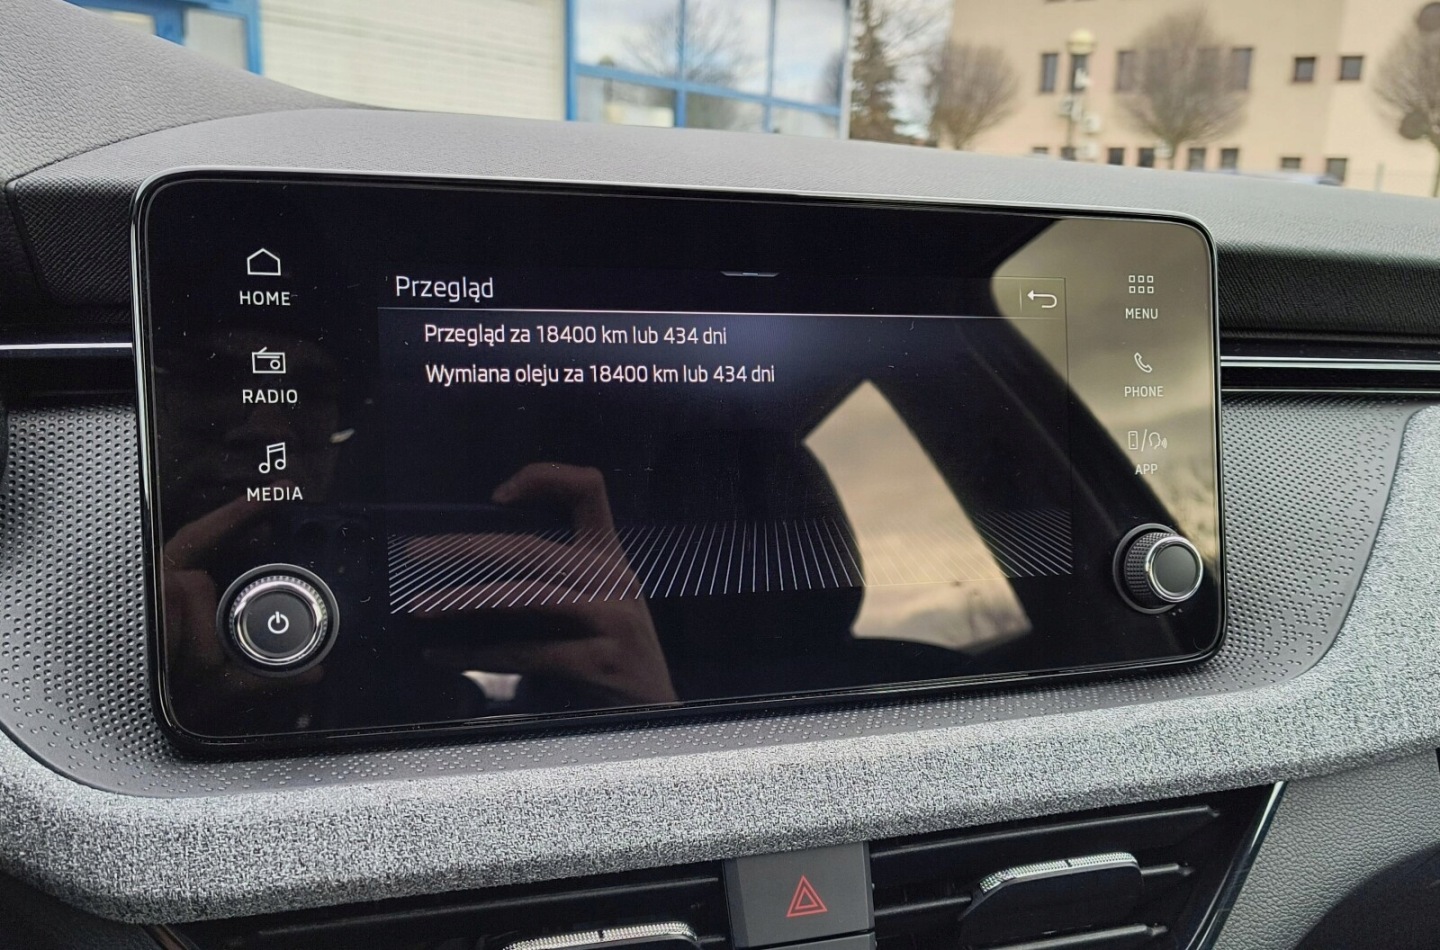 HOME
RADIO
MEDIA
Przegląd
Przegląd za 18400 km lub 434 dni
Wymiana oleju za 18400 km lub 434 dni
MENU
PHONE
APP